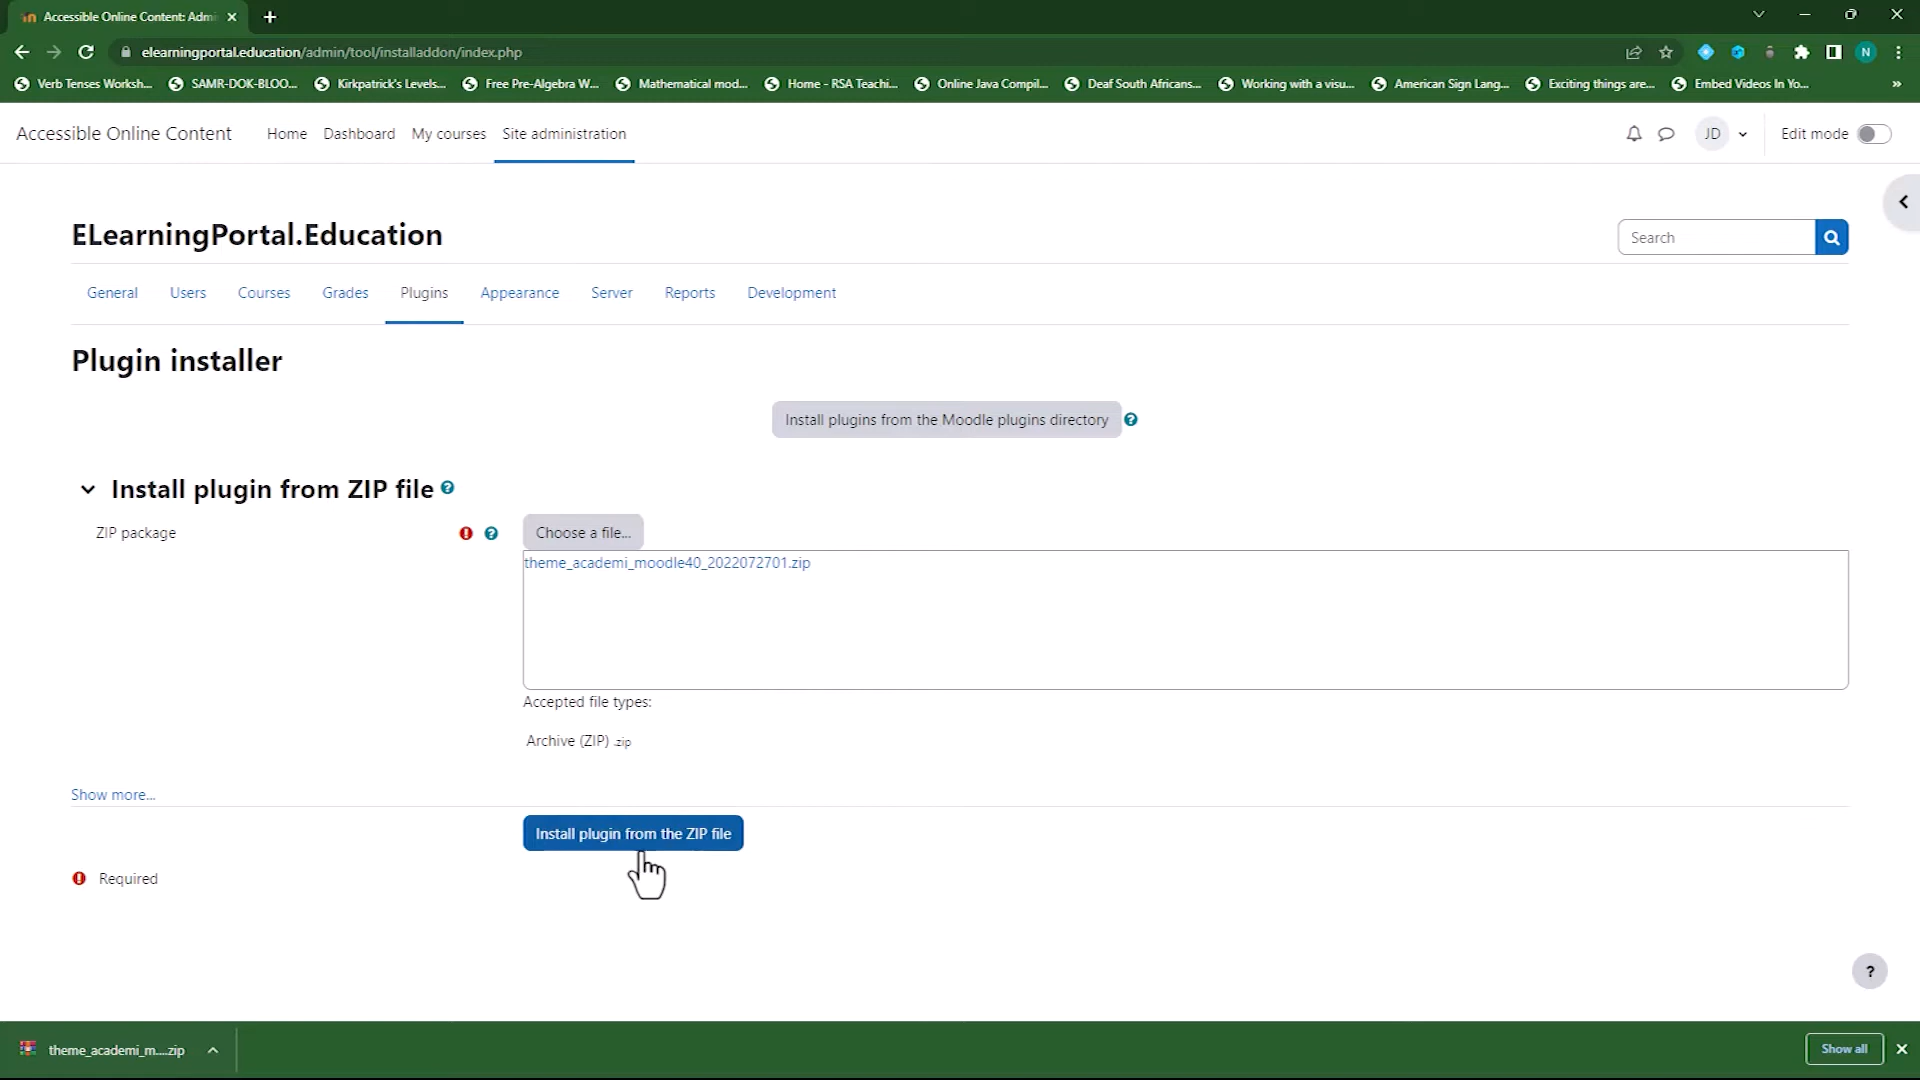 Accessible Online Content: Admi
elearningportal.education/admin/tool/installaddon/index.php
N
Verb Tenses Worksh... SAMR-DOK-BLOO... Kirkpatrick's Levels... Free Pre-Algebra W... Mathematical mod... Home - RSA Teachi... Online Java Compil... Deaf South Africans... Working with a visu... American Sign Lang... Exciting things are... Embed Videos In Yo... »
Accessible Online Content Home Dashboard My courses Site administration JD Edit mode
ELearningPortal.Education
Search
General Users Courses Grades Plugins Appearance Server Reports Development
Plugin installer
Install plugins from the Moodle plugins directory ?
Install plugin from ZIP file ?
ZIP package ! ? Choose a file...
theme_academi_moodle40_2022072701.zip
Accepted file types:
Archive (ZIP) .zip
Show more...
Install plugin from the ZIP file
! Required
?
theme_academi_m....zip Show all